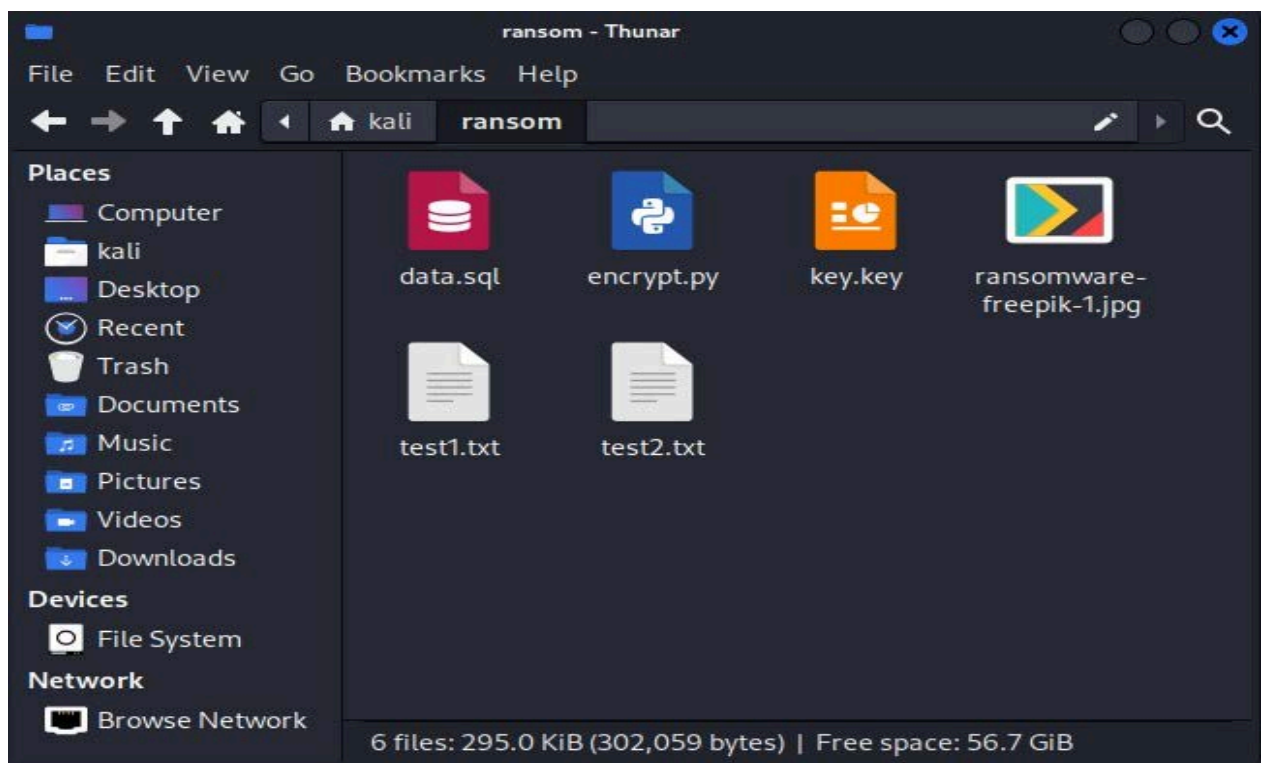 ransom - Thunar
File Edit View Go Bookmarks Help
kali ransom
Places
Computer
kali
Desktop
Recent
Trash
Documents
Music
Pictures
Videos
Downloads
Devices
File System
Network
Browse Network
data.sql encrypt.py key.key ransomware-
freepik-1.jpg
test1.txt test2.txt
6 files: 295.0 KiB (302,059 bytes) | Free space: 56.7 GiB